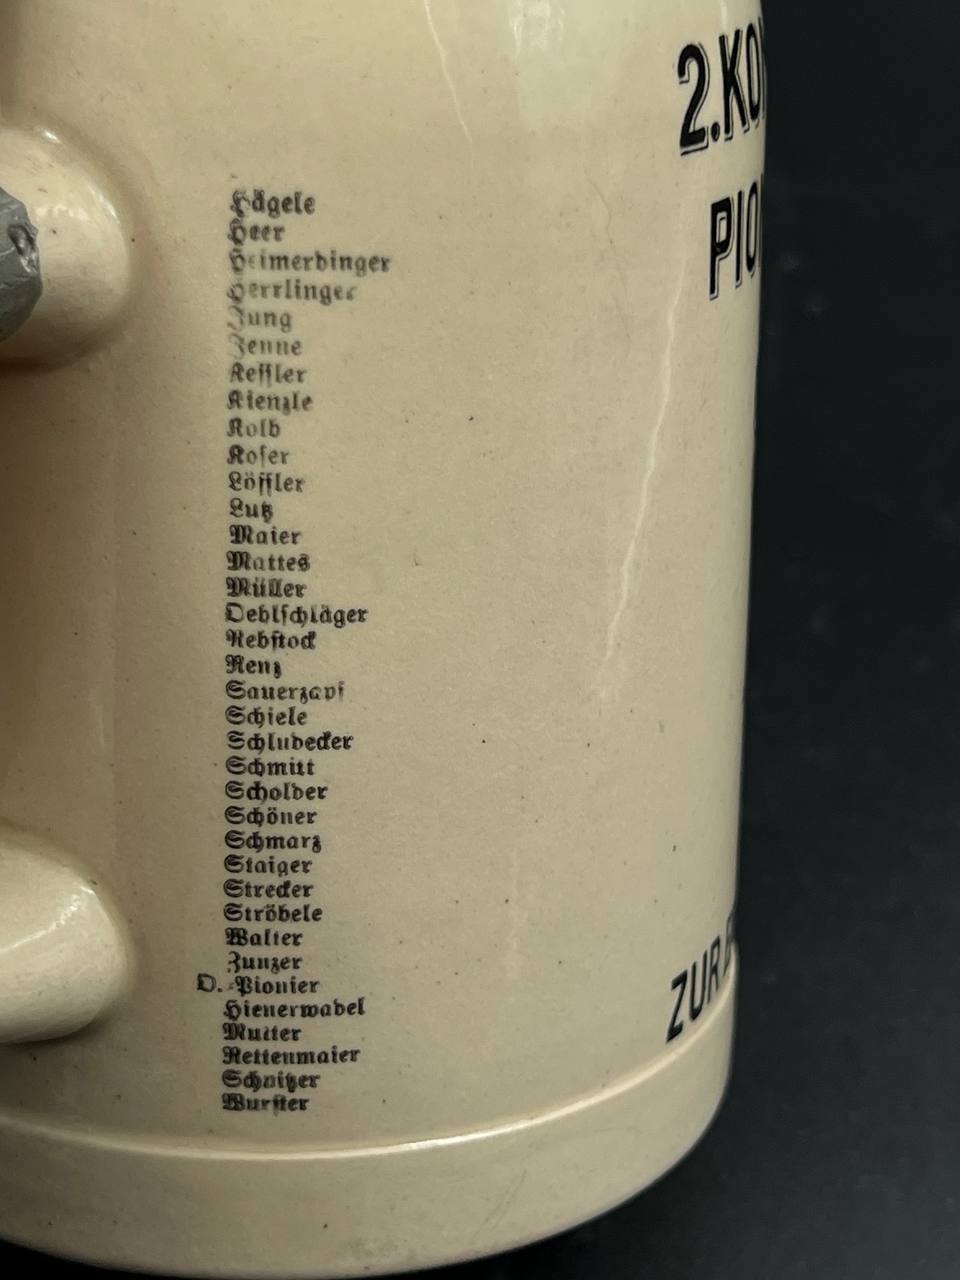 Hägele
Heer
Heimerdinger
Herrlinger
Jung
Jenne
Keſſler
Kienzle
Kolb
Koſer
Löffler
Lutz
Maier
Mattes
Müller
Oeblſchläger
Rebſtock
Renz
Sauerzapf
Schiele
Schludecker
Schmitt
Scholder
Schöner
Schmarz
Staiger
Strecker
Ströbele
Walter
Zunzer
O.-Pionier
Hienerwadel
Mutter
Rettenmaier
Schnitzer
Wurſter
2.KO
PIO
ZUR E